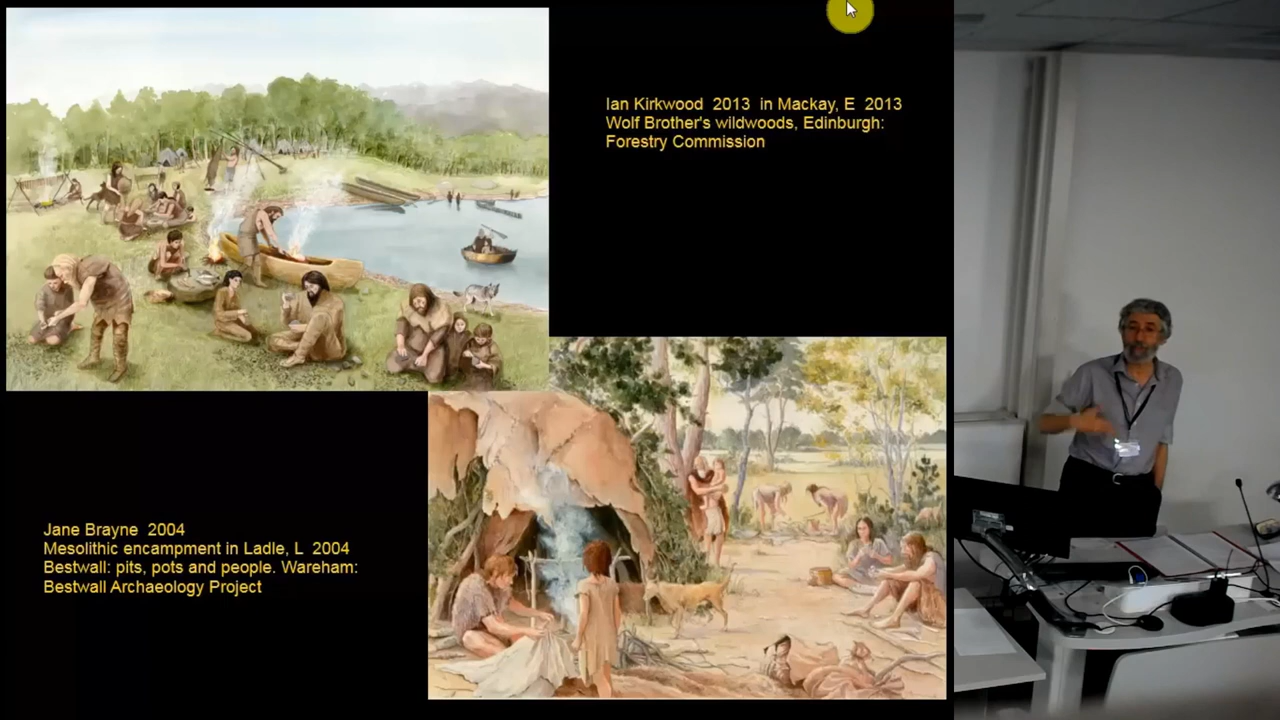 Ian Kirkwood  2013  in Mackay, E  2013
Wolf Brother's wildwoods, Edinburgh:
Forestry Commission
Jane Brayne  2004
Mesolithic encampment in Ladle, L  2004
Bestwall: pits, pots and people. Wareham:
Bestwall Archaeology Project